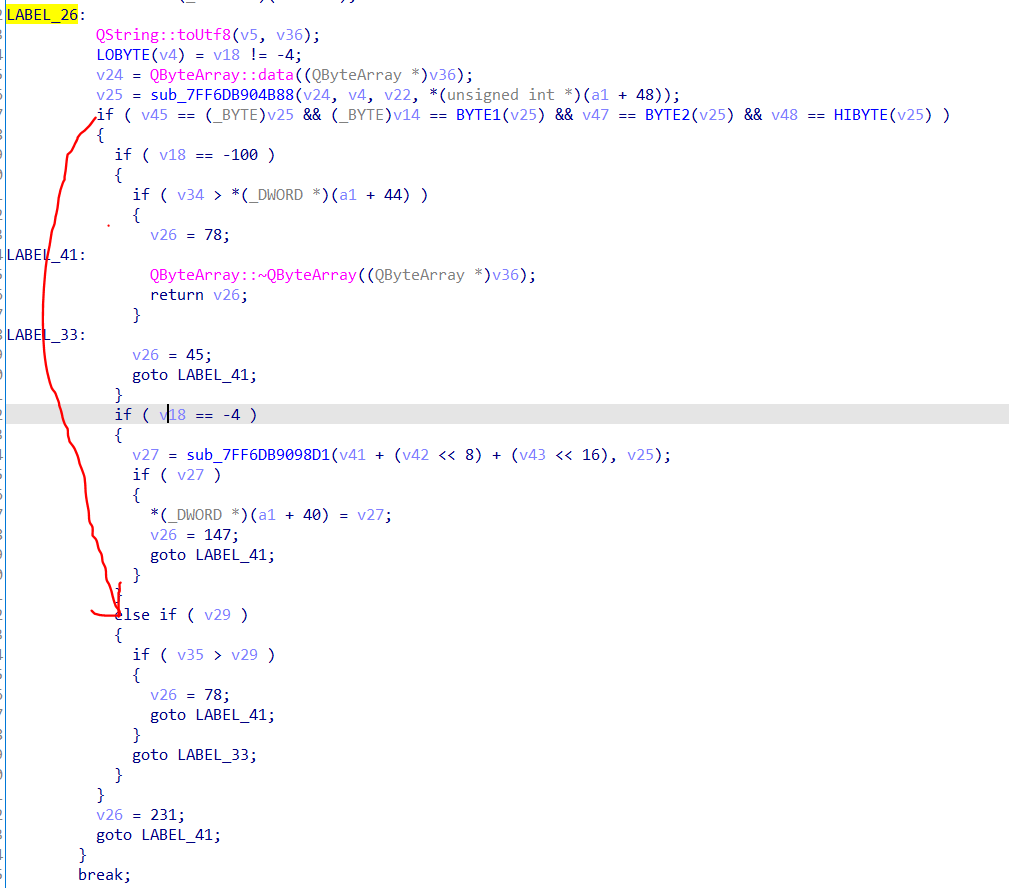 LABEL_26:
QString::toUtf8(v5, v36);
LOBYTE(v4) = v18 != -4;
v24 = QByteArray::data((QByteArray *)v36);
v25 = sub_7FF6DB904B88(v24, v4, v22, *(unsigned int *)(a1 + 48));
if ( v45 == (_BYTE)v25 && (_BYTE)v14 == BYTE1(v25) && v47 == BYTE2(v25) && v48 == HIBYTE(v25) )
{
if ( v18 == -100 )
{
if ( v34 > *(_DWORD *)(a1 + 44) )
{
v26 = 78;
LABEL_41:
QByteArray::~QByteArray((QByteArray *)v36);
return v26;
}
LABEL_33:
v26 = 45;
goto LABEL_41;
}
if ( v18 == -4 )
{
v27 = sub_7FF6DB9098D1(v41 + (v42 << 8) + (v43 << 16), v25);
if ( v27 )
{
*(_DWORD *)(a1 + 40) = v27;
v26 = 147;
goto LABEL_41;
}
}
else if ( v29 )
{
if ( v35 > v29 )
{
v26 = 78;
goto LABEL_41;
}
goto LABEL_33;
}
}
v26 = 231;
goto LABEL_41;
}
break;